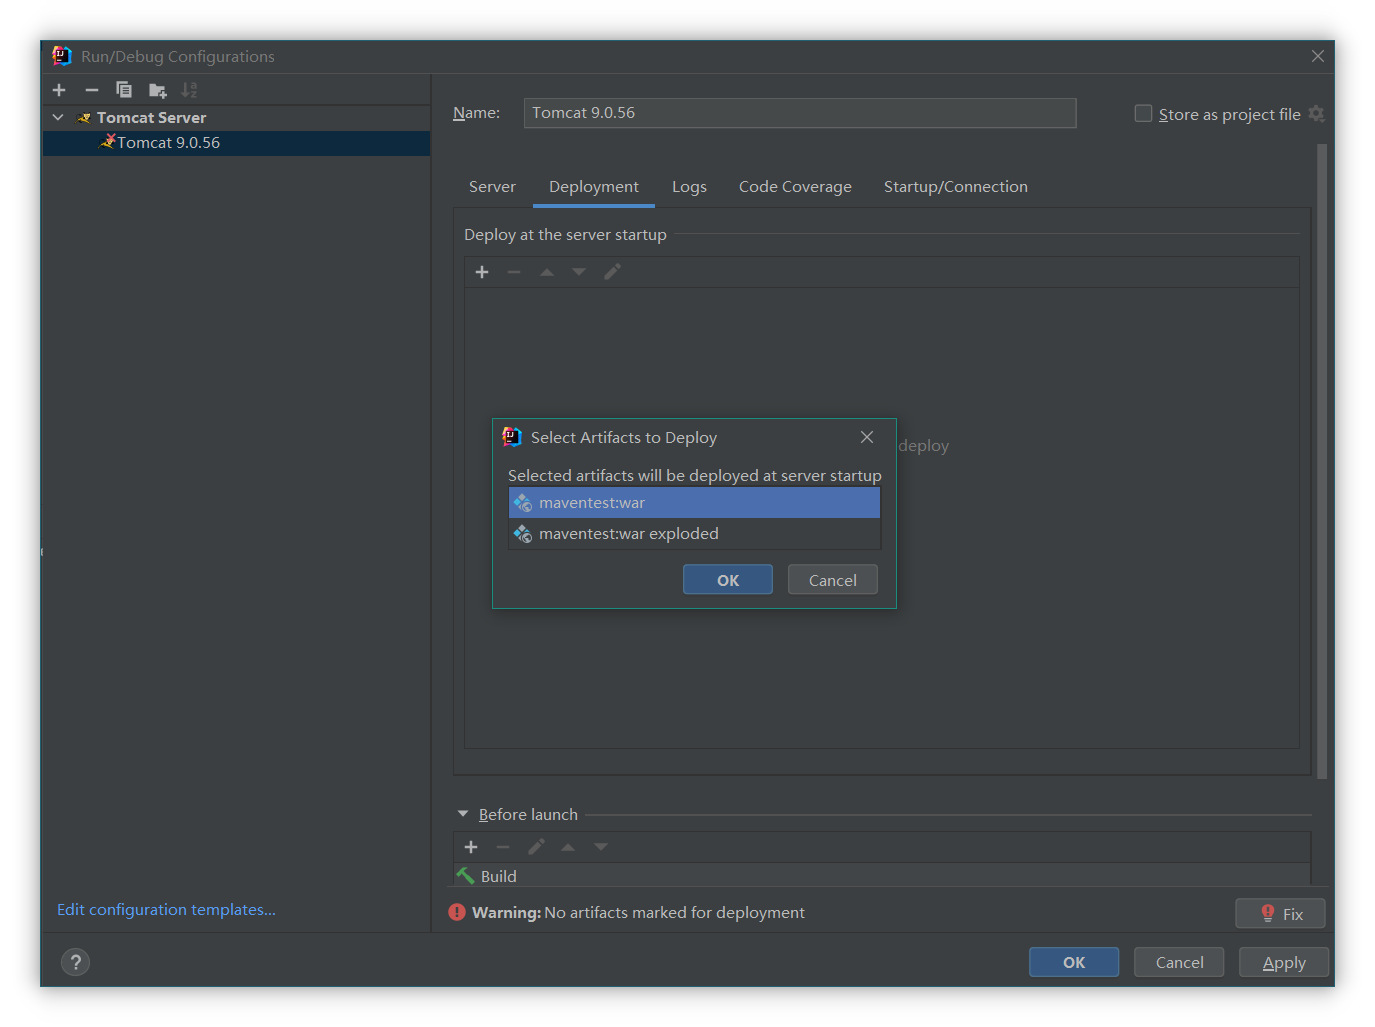 Run/Debug Configurations
Tomcat Server
Tomcat 9.0.56
Name: Tomcat 9.0.56 Store as project file
Server Deployment Logs Code Coverage Startup/Connection
Deploy at the server startup
deploy
Select Artifacts to Deploy
Selected artifacts will be deployed at server startup
maventest:war
maventest:war exploded
OK Cancel
Before launch
Build
Edit configuration templates...
Warning: No artifacts marked for deployment
Fix
?
OK Cancel Apply